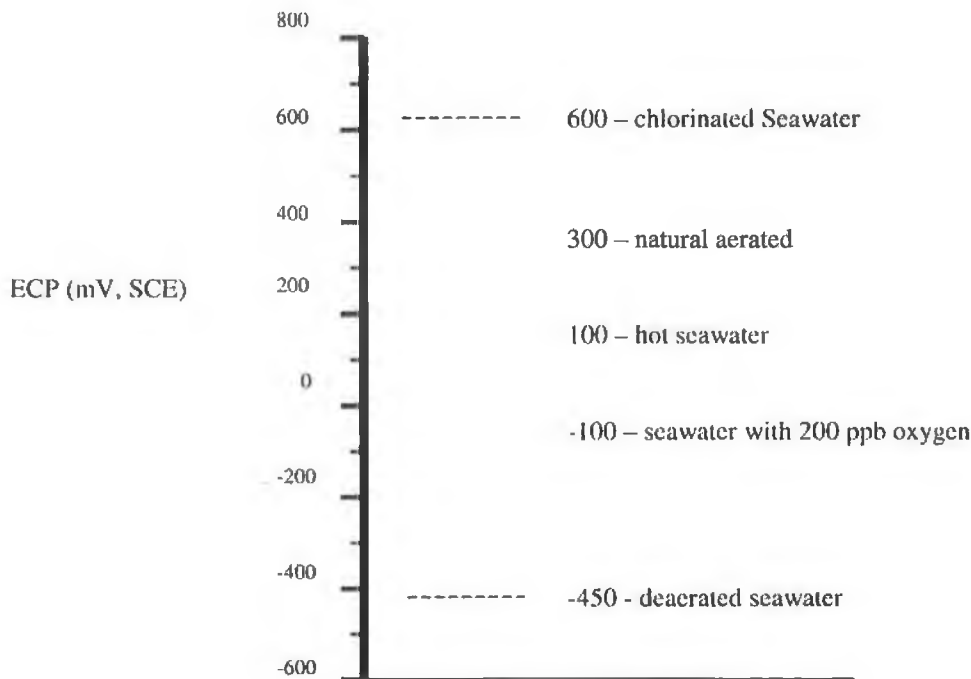 800
600
600 – chlorinated Seawater
400
300 – natural aerated
ECP (mV, SCE)
200
100 – hot seawater
0
-100 – seawater with 200 ppb oxygen
-200
-400
-450 - deaerated seawater
-600